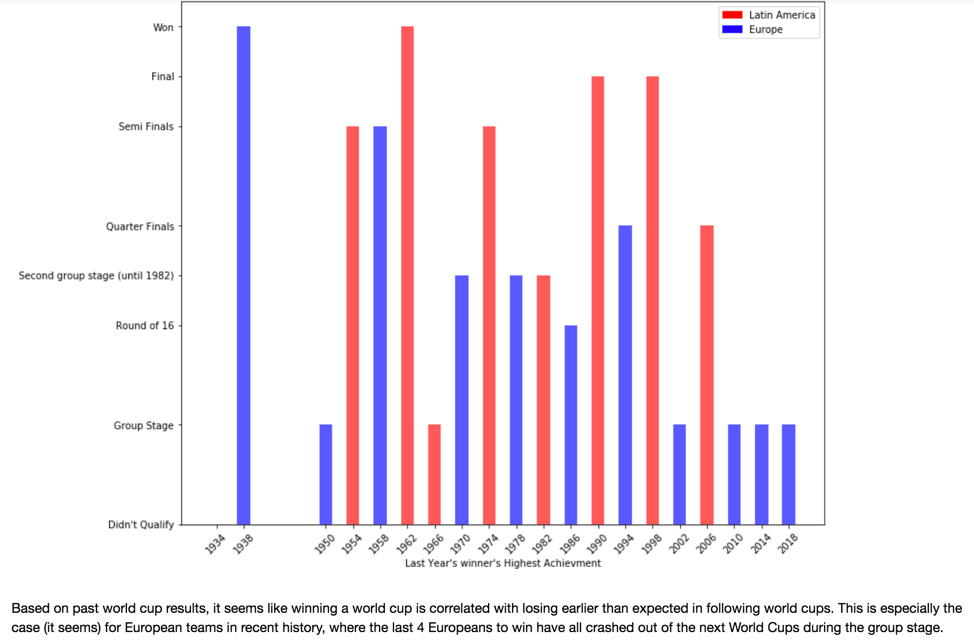 Latin America
Europe
Won
Final
Semi Finals
Quarter Finals
Second group stage (until 1982)
Round of 16
Group Stage
Didn't Qualify
1934 1938 1950 1954 1958 1962 1966 1970 1974 1978 1982 1986 1990 1994 1998 2002 2006 2010 2014 2018
Last Year's winner's Highest Achievment
Based on past world cup results, it seems like winning a world cup is correlated with losing earlier than expected in following world cups. This is especially the
case (it seems) for European teams in recent history, where the last 4 Europeans to win have all crashed out of the next World Cups during the group stage.